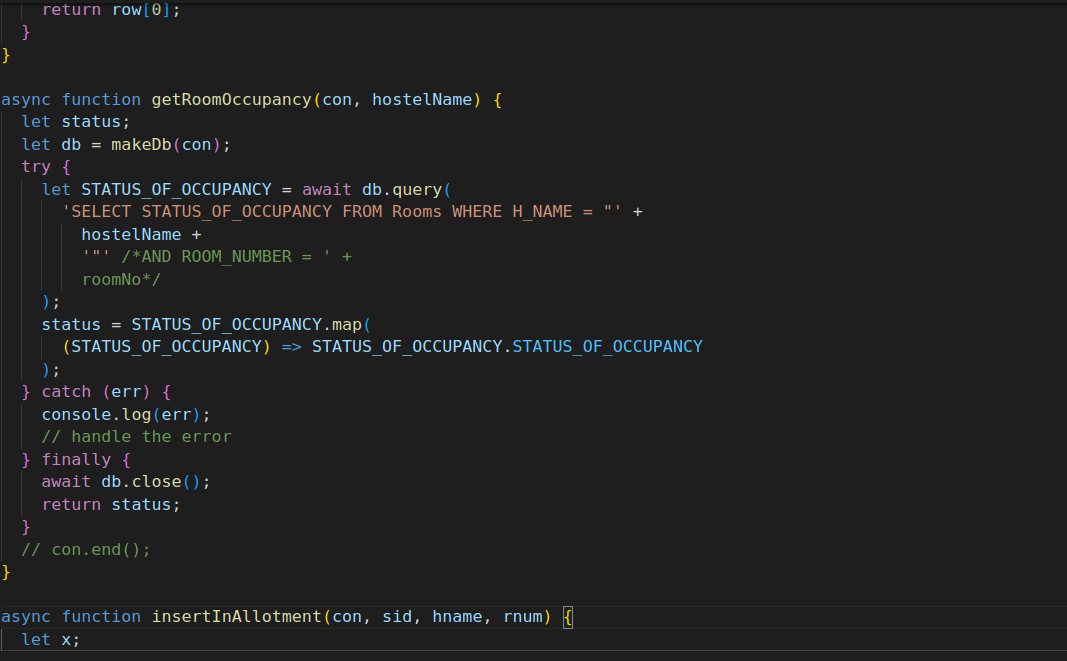 return row[0];
}
}
async function getRoomOccupancy(con, hostelName) {
let status;
let db = makeDb(con);
try {
let STATUS_OF_OCCUPANCY = await db.query(
'SELECT STATUS_OF_OCCUPANCY FROM Rooms WHERE H_NAME = "' +
hostelName +
'"' /*AND ROOM_NUMBER = ' +
roomNo*/
);
status = STATUS_OF_OCCUPANCY.map(
(STATUS_OF_OCCUPANCY) => STATUS_OF_OCCUPANCY.STATUS_OF_OCCUPANCY
);
} catch (err) {
console.log(err);
// handle the error
} finally {
await db.close();
return status;
}
// con.end();
}
async function insertInAllotment(con, sid, hname, rnum) {
let x;